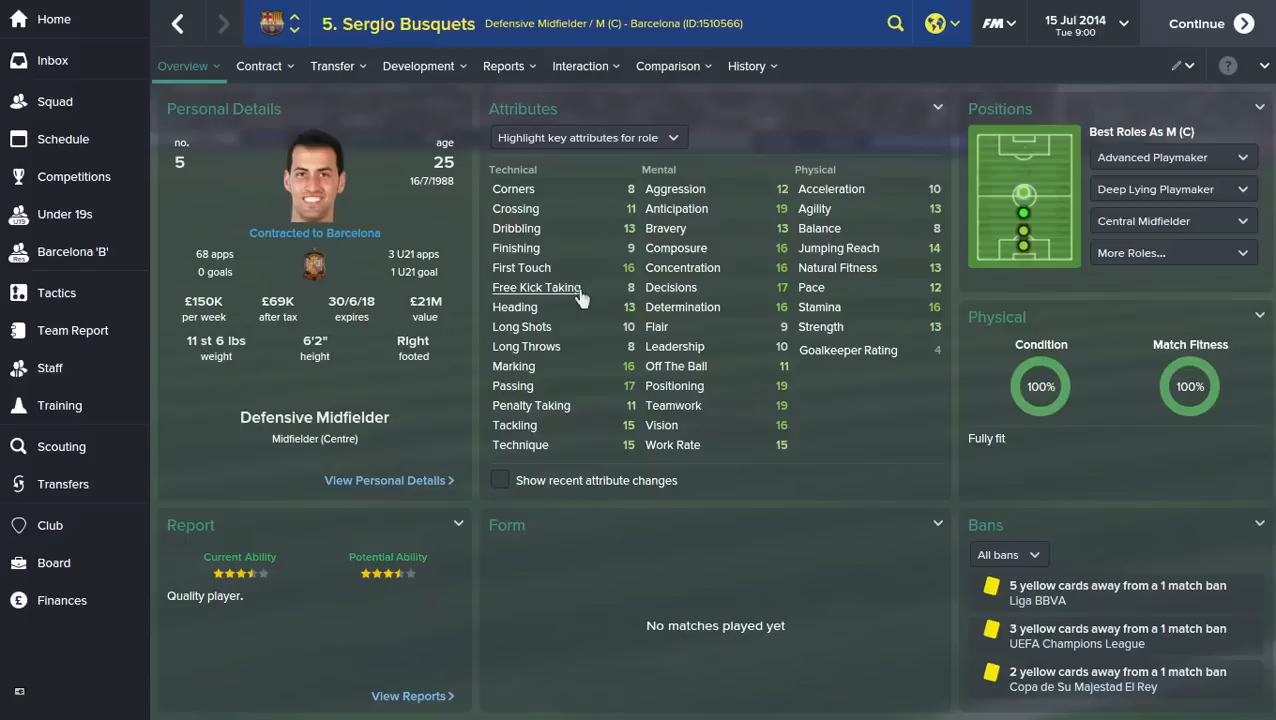 Home
Inbox
Squad
Schedule
Competitions
Under 19s
Barcelona 'B'
Tactics
Team Report
Staff
Training
Scouting
Transfers
Club
Board
Finances
5. Sergio Busquets
Defensive Midfielder / M (C) - Barcelona (ID:1510566)
FM
15 Jul 2014
Tue 9:00
Continue
Overview
Contract
Transfer
Development
Reports
Interaction
Comparison
History
?
Personal Details
no.
5
age
25
16/7/1988
Contracted to Barcelona
68 apps
0 goals
3 U21 apps
1 U21 goal
£150K
per week
£69K
after tax
30/6/18
expires
£21M
value
11 st 6 lbs
weight
6'2"
height
Right
footed
Defensive Midfielder
Midfielder (Centre)
View Personal Details >
Attributes
Highlight key attributes for role
Technical
Corners 8
Crossing 11
Dribbling 13
Finishing 9
First Touch 16
Free Kick Taking 8
Heading 13
Long Shots 10
Long Throws 8
Marking 16
Passing 17
Penalty Taking 11
Tackling 15
Technique 15
Mental
Aggression 12
Anticipation 19
Bravery 13
Composure 16
Concentration 16
Decisions 17
Determination 16
Flair 9
Leadership 10
Off The Ball 11
Positioning 19
Teamwork 19
Vision 16
Work Rate 15
Physical
Acceleration 10
Agility 13
Balance 8
Jumping Reach 14
Natural Fitness 13
Pace 12
Stamina 16
Strength 13
Goalkeeper Rating 4
Show recent attribute changes
Positions
Best Roles As M (C)
Advanced Playmaker
Deep Lying Playmaker
Central Midfielder
More Roles...
Physical
Condition
100%
Match Fitness
100%
Fully fit
Report
Current Ability
Potential Ability
Quality player.
View Reports >
Form
No matches played yet
Bans
All bans
5 yellow cards away from a 1 match ban
Liga BBVA
3 yellow cards away from a 1 match ban
UEFA Champions League
2 yellow cards away from a 1 match ban
Copa de Su Majestad El Rey